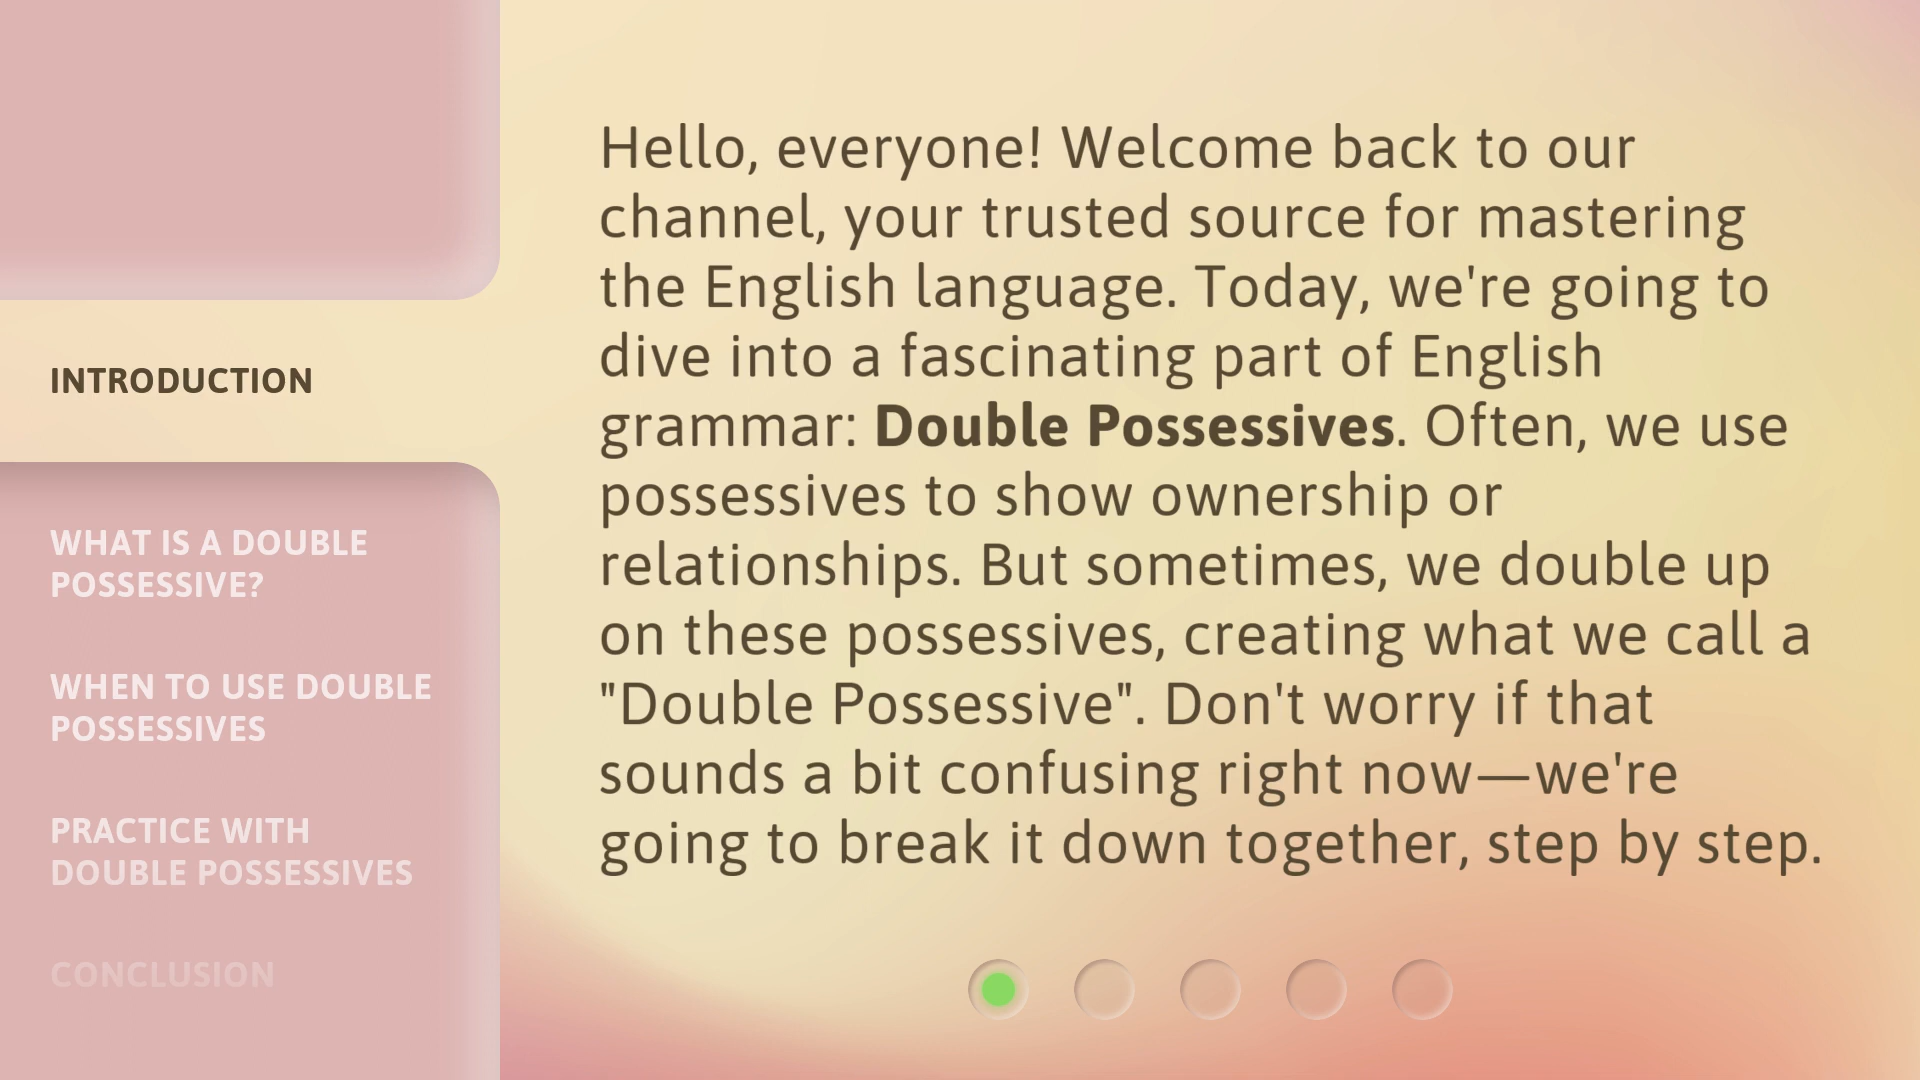 INTRODUCTION
WHAT IS A DOUBLE
POSSESSIVE?
WHEN TO USE DOUBLE
POSSESSIVES
PRACTICE WITH
DOUBLE POSSESSIVES
CONCLUSION
Hello, everyone! Welcome back to our
channel, your trusted source for mastering
the English language. Today, we're going to
dive into a fascinating part of English
grammar: Double Possessives. Often, we use
possessives to show ownership or
relationships. But sometimes, we double up
on these possessives, creating what we call a
"Double Possessive". Don't worry if that
sounds a bit confusing right now—we're
going to break it down together, step by step.